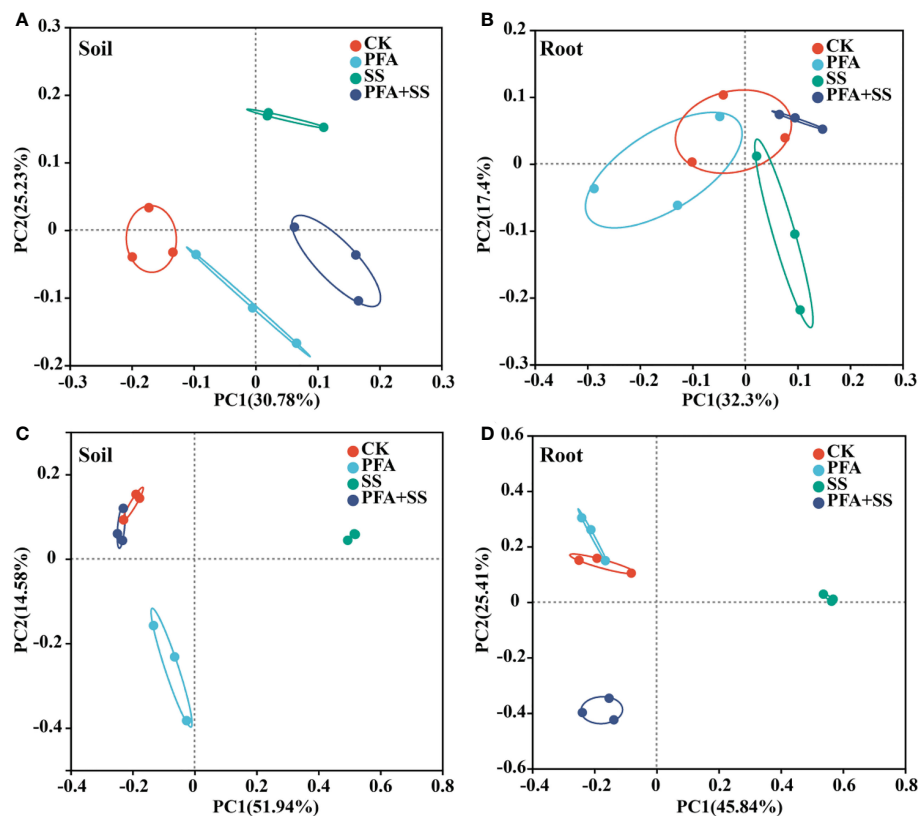 A
Soil
CK
PFA
SS
PFA+SS
0.3
0.2
0.1
0
-0.1
-0.2
-0.3
-0.2
-0.1
0
0.1
0.2
0.3
PC2(25.23%)
PC1(30.78%)
B
Root
CK
PFA
SS
PFA+SS
0.2
0.1
0
-0.1
-0.2
-0.3
-0.4
-0.3
-0.2
-0.1
0
0.1
0.2
0.3
PC2(17.4%)
PC1(32.3%)
C
Soil
CK
PFA
SS
PFA+SS
0.2
0
-0.2
-0.4
-0.4
-0.2
0
0.2
0.4
0.6
0.8
PC2(14.58%)
PC1(51.94%)
D
Root
CK
PFA
SS
PFA+SS
0.6
0.4
0.2
0
-0.2
-0.4
-0.6
-0.4
-0.2
0
0.2
0.4
0.6
0.8
PC2(25.41%)
PC1(45.84%)